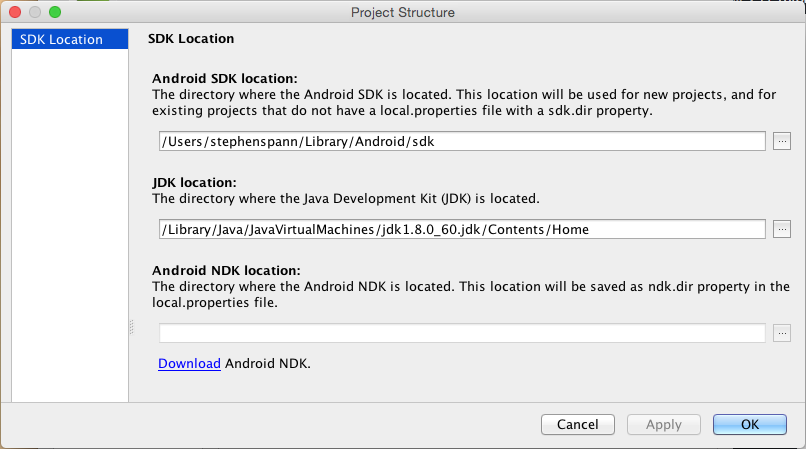 Project Structure
SDK Location
SDK Location
Android SDK location:
The directory where the Android SDK is located. This location will be used for new projects, and for
existing projects that do not have a local.properties file with a sdk.dir property.
/Users/stephenspann/Library/Android/sdk
...
JDK location:
The directory where the Java Development Kit (JDK) is located.
/Library/Java/JavaVirtualMachines/jdk1.8.0_60.jdk/Contents/Home
...
Android NDK location:
The directory where the Android NDK is located. This location will be saved as ndk.dir property in the
local.properties file.
...
Download Android NDK.
Cancel
Apply
OK